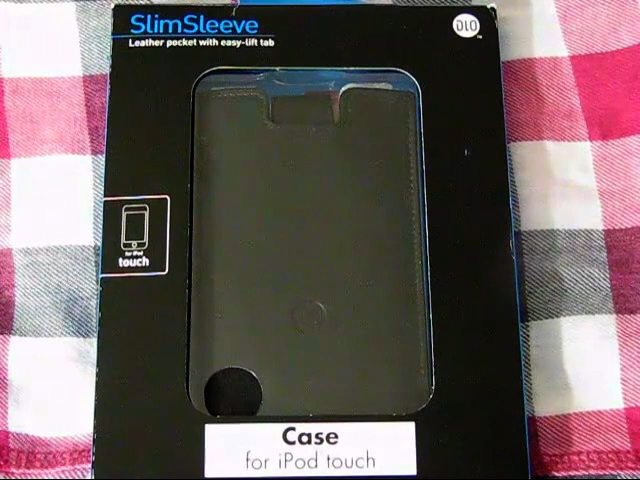 SlimSleeve
Leather pocket with easy-lift tab
DLO
for iPod
touch
Case
for iPod touch